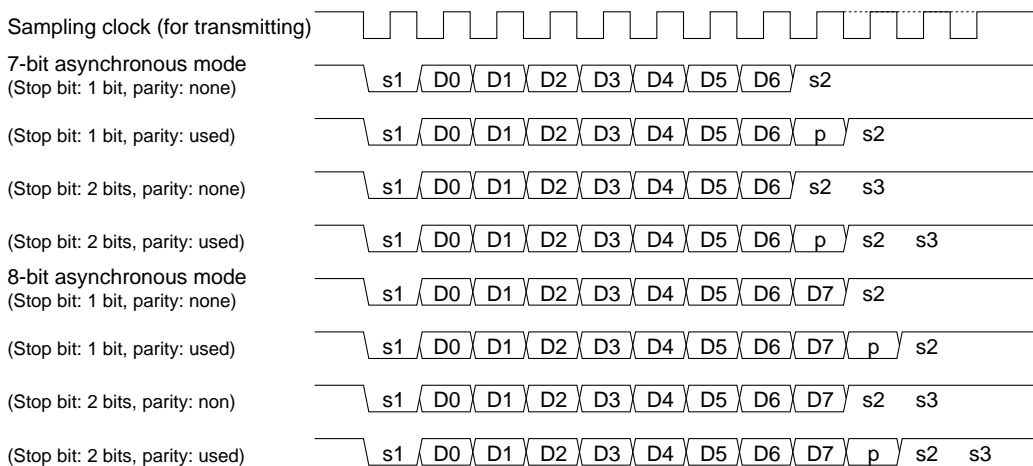 Sampling clock (for transmitting)
7-bit asynchronous mode
(Stop bit: 1 bit, parity: none) s1 D0 D1 D2 D3 D4 D5 D6 s2
(Stop bit: 1 bit, parity: used) s1 D0 D1 D2 D3 D4 D5 D6 p s2
(Stop bit: 2 bits, parity: none) s1 D0 D1 D2 D3 D4 D5 D6 s2 s3
(Stop bit: 2 bits, parity: used) s1 D0 D1 D2 D3 D4 D5 D6 p s2 s3
8-bit asynchronous mode
(Stop bit: 1 bit, parity: none) s1 D0 D1 D2 D3 D4 D5 D6 D7 s2
(Stop bit: 1 bit, parity: used) s1 D0 D1 D2 D3 D4 D5 D6 D7 p s2
(Stop bit: 2 bits, parity: non) s1 D0 D1 D2 D3 D4 D5 D6 D7 s2 s3
(Stop bit: 2 bits, parity: used) s1 D0 D1 D2 D3 D4 D5 D6 D7 p s2 s3